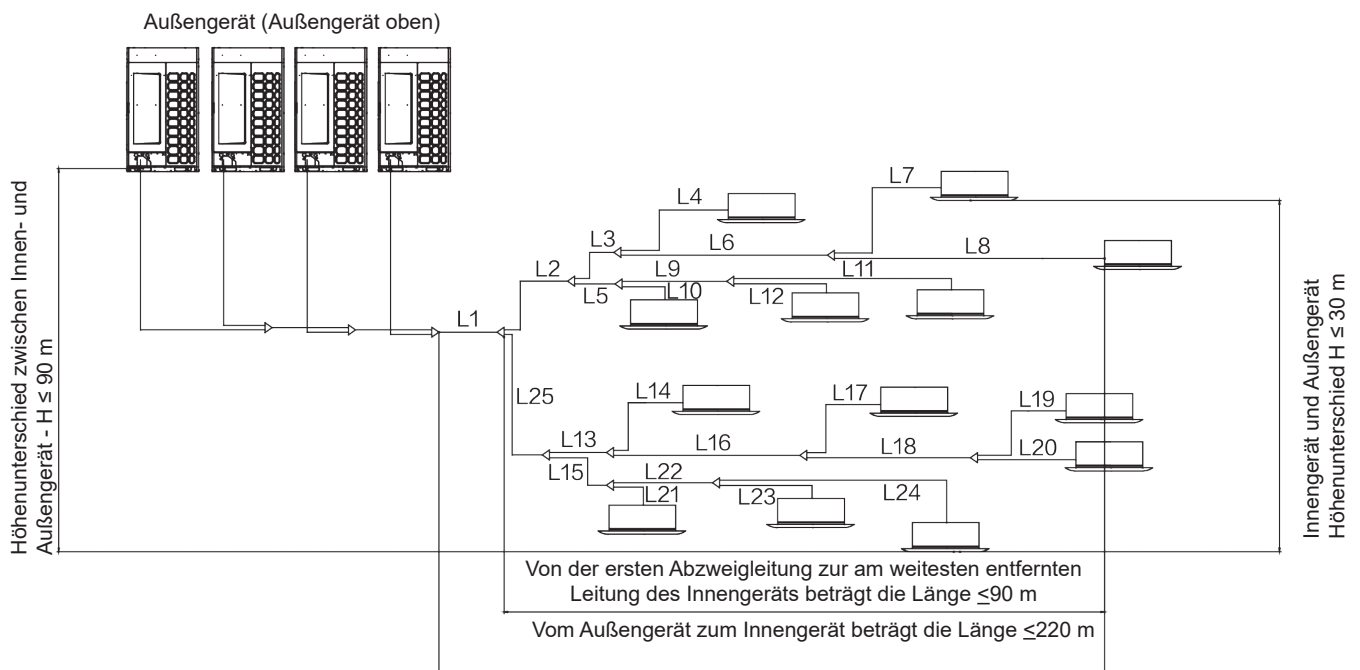 Außengerät (Außengerät oben)
Höhenunterschied zwischen Innen- und
Außengerät - H ≤ 90 m
L7
L4
L3
L6
L8
L2
L9
L11
L5
L10
L12
L1
L25
L14
L17
L19
L13
L16
L18
L20
L15
L22
L21
L23
L24
Innengerät und Außengerät
Höhenunterschied H ≤ 30 m
Von der ersten Abzweigleitung zur am weitesten entfernten
Leitung des Innengeräts beträgt die Länge ≤90 m
Vom Außengerät zum Innengerät beträgt die Länge ≤220 m